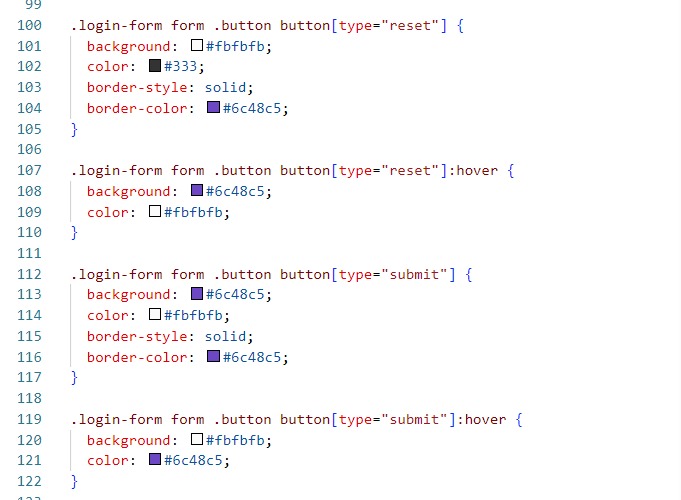 99
100 .login-form form .button button[type="reset"] {
101   background: #fbfbfb;
102   color: #333;
103   border-style: solid;
104   border-color: #6c48c5;
105 }
106
107 .login-form form .button button[type="reset"]:hover {
108   background: #6c48c5;
109   color: #fbfbfb;
110 }
111
112 .login-form form .button button[type="submit"] {
113   background: #6c48c5;
114   color: #fbfbfb;
115   border-style: solid;
116   border-color: #6c48c5;
117 }
118
119 .login-form form .button button[type="submit"]:hover {
120   background: #fbfbfb;
121   color: #6c48c5;
122 }